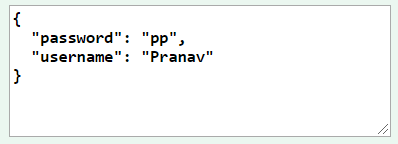 {
  "password": "pp",
  "username": "Pranav"
}